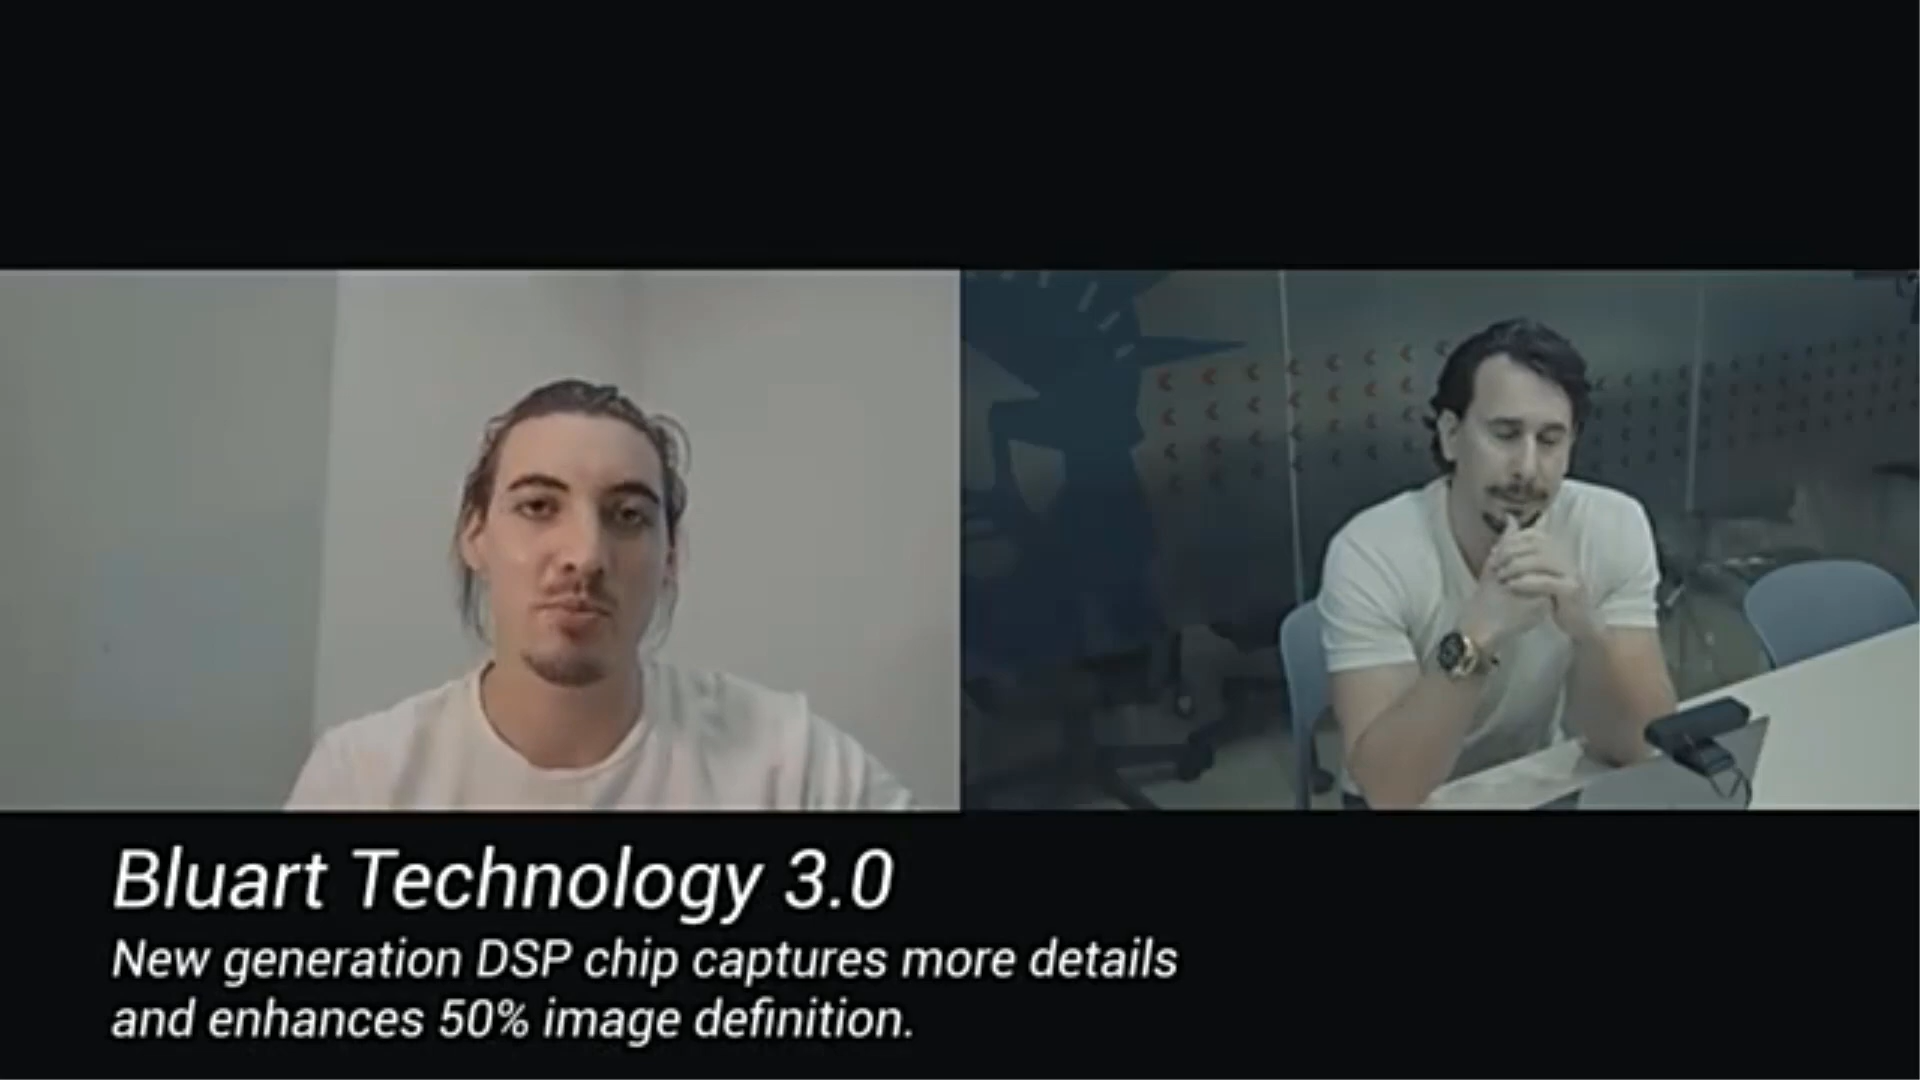 Bluart Technology 3.0
New generation DSP chip captures more details
and enhances 50% image definition.